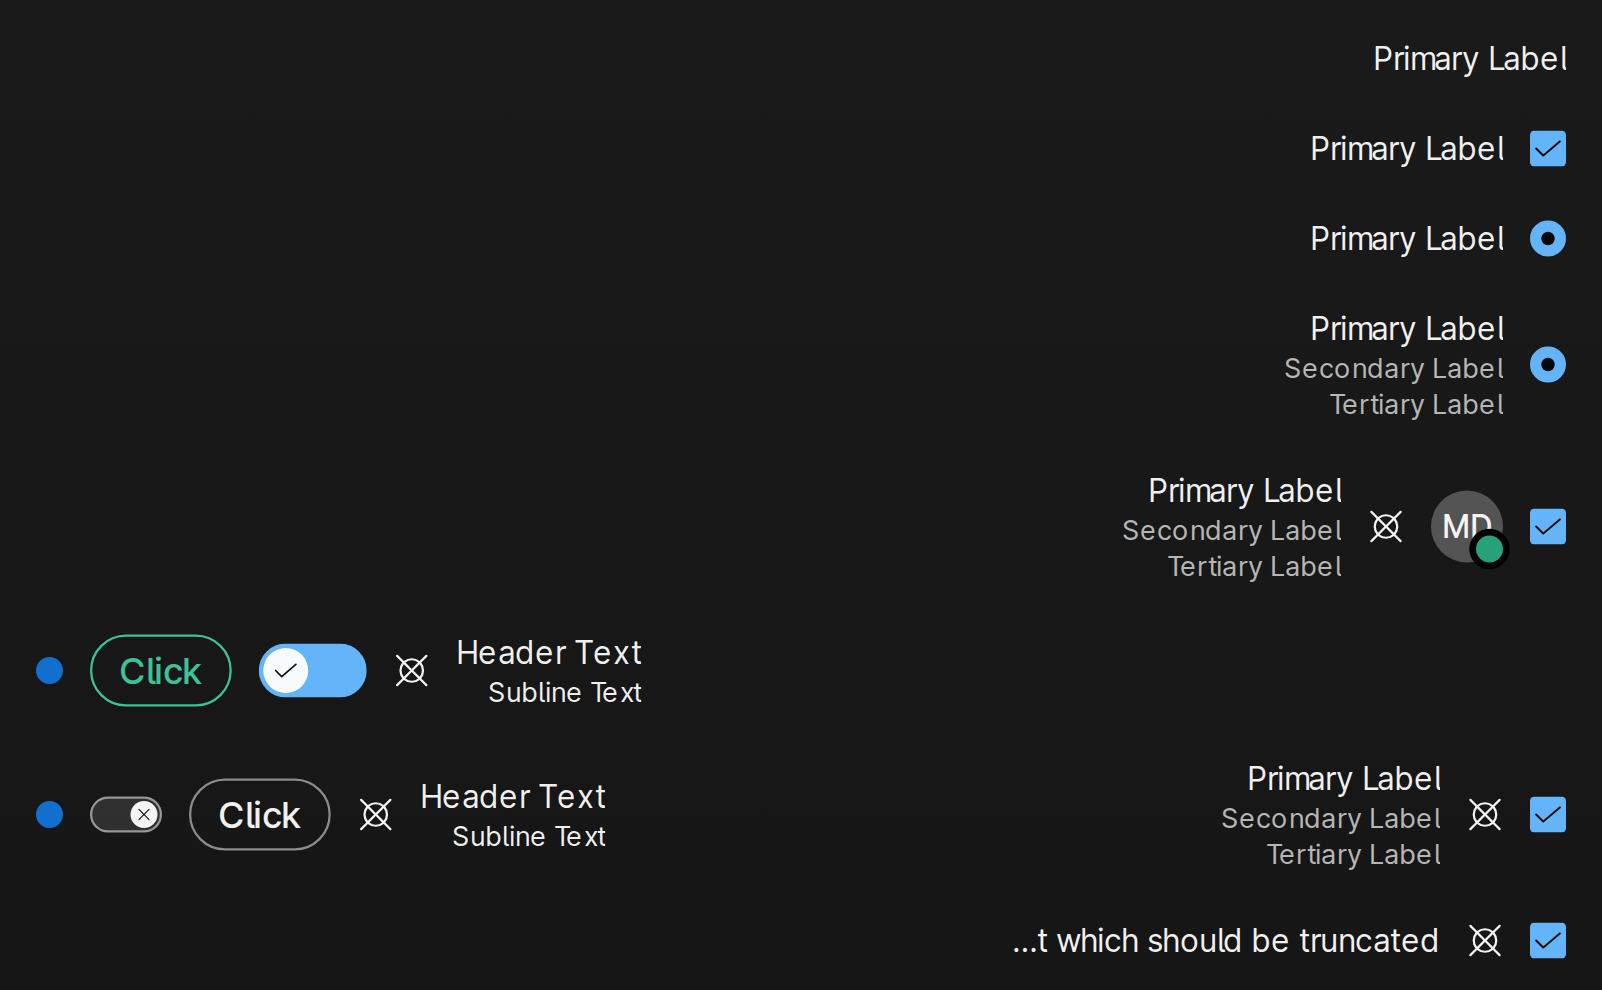 Primary Label
Primary Label
Primary Label
Primary Label
Secondary Label
Tertiary Label
Primary Label
Secondary Label
Tertiary Label
MD
Click
Header Text
Subline Text
Click
Header Text
Subline Text
Primary Label
Secondary Label
Tertiary Label
...t which should be truncated